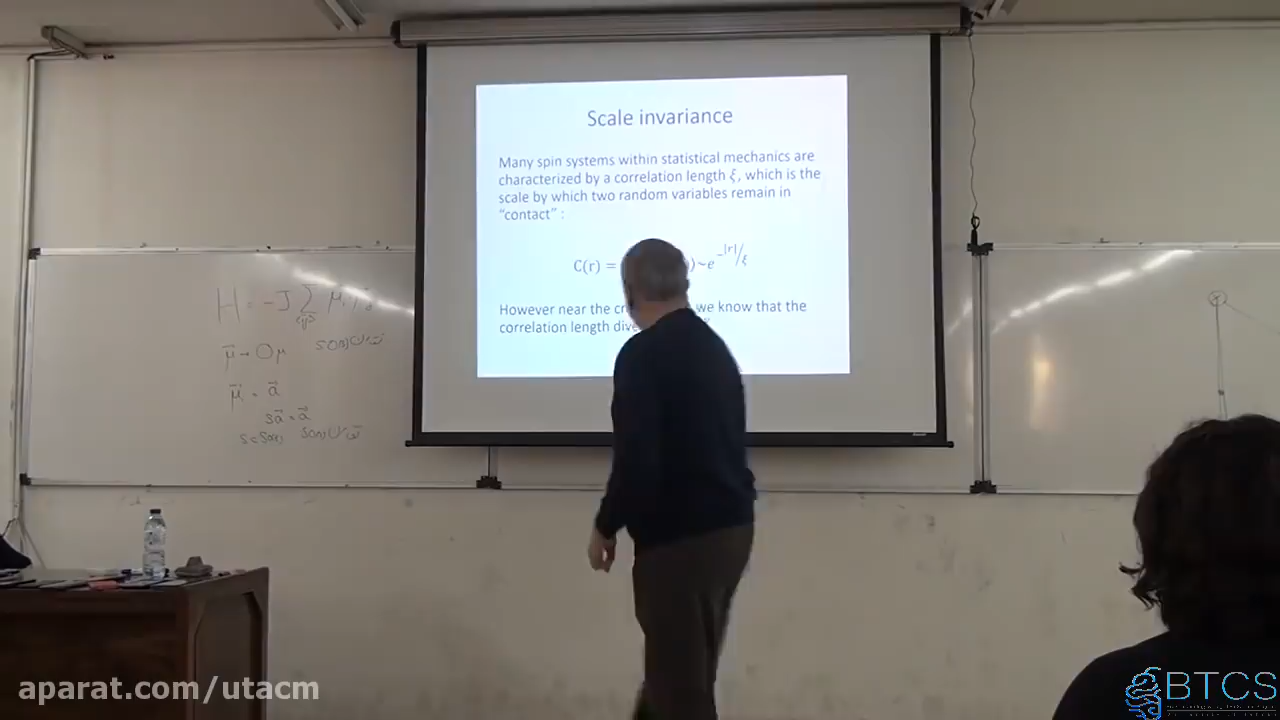 Scale invariance
Many spin systems within statistical mechanics are
characterized by a correlation length ξ, which is the
scale by which two random variables remain in
“contact” :
C(r) = )~e^{-|r|/ξ}
However near the we know that the
correlation length
H = -J Σ
μ⃗ → Oμ
μ⃗ = a⃗
sa⃗ = a⃗
aparat.com/utacm
BTCS